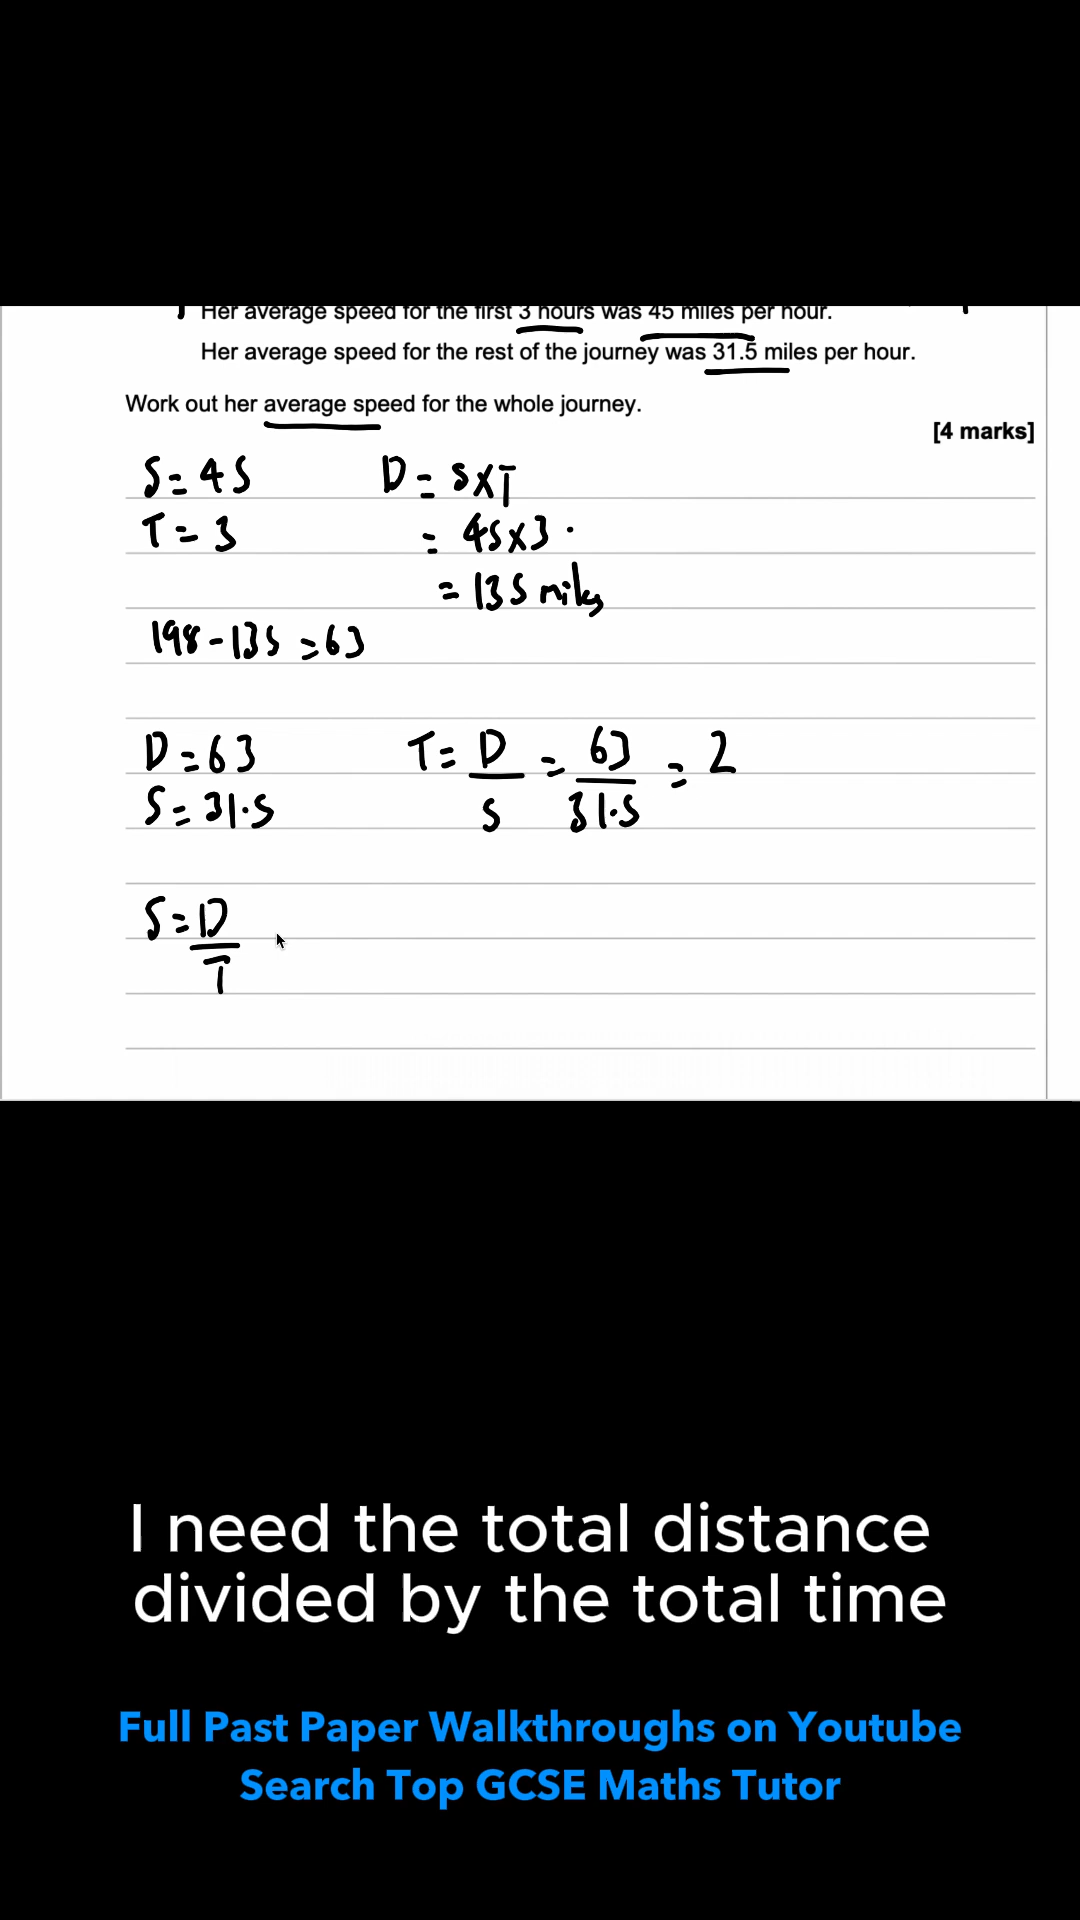 Her average speed for the first 3 hours was 45 miles per hour.
Her average speed for the rest of the journey was 31.5 miles per hour.
Work out her average speed for the whole journey.
[4 marks]
S = 45 D = S × T
T = 3 = 45 × 3 .
= 135 miles
198 - 135 = 63
D = 63 T = D/S = 63/31.5 = 2
S = 31.5
S = D/T
I need the total distance
divided by the total time
Full Past Paper Walkthroughs on Youtube
Search Top GCSE Maths Tutor